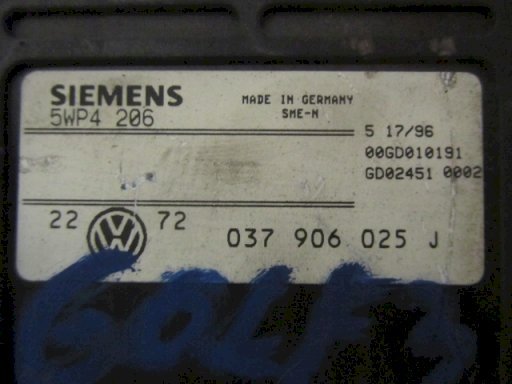 SIEMENS
5WP4 206
MADE IN GERMANY
SME-N
5 17/96
00GD010191
GD02451 0002
22 VW 72
037 906 025 J
GOLF 3